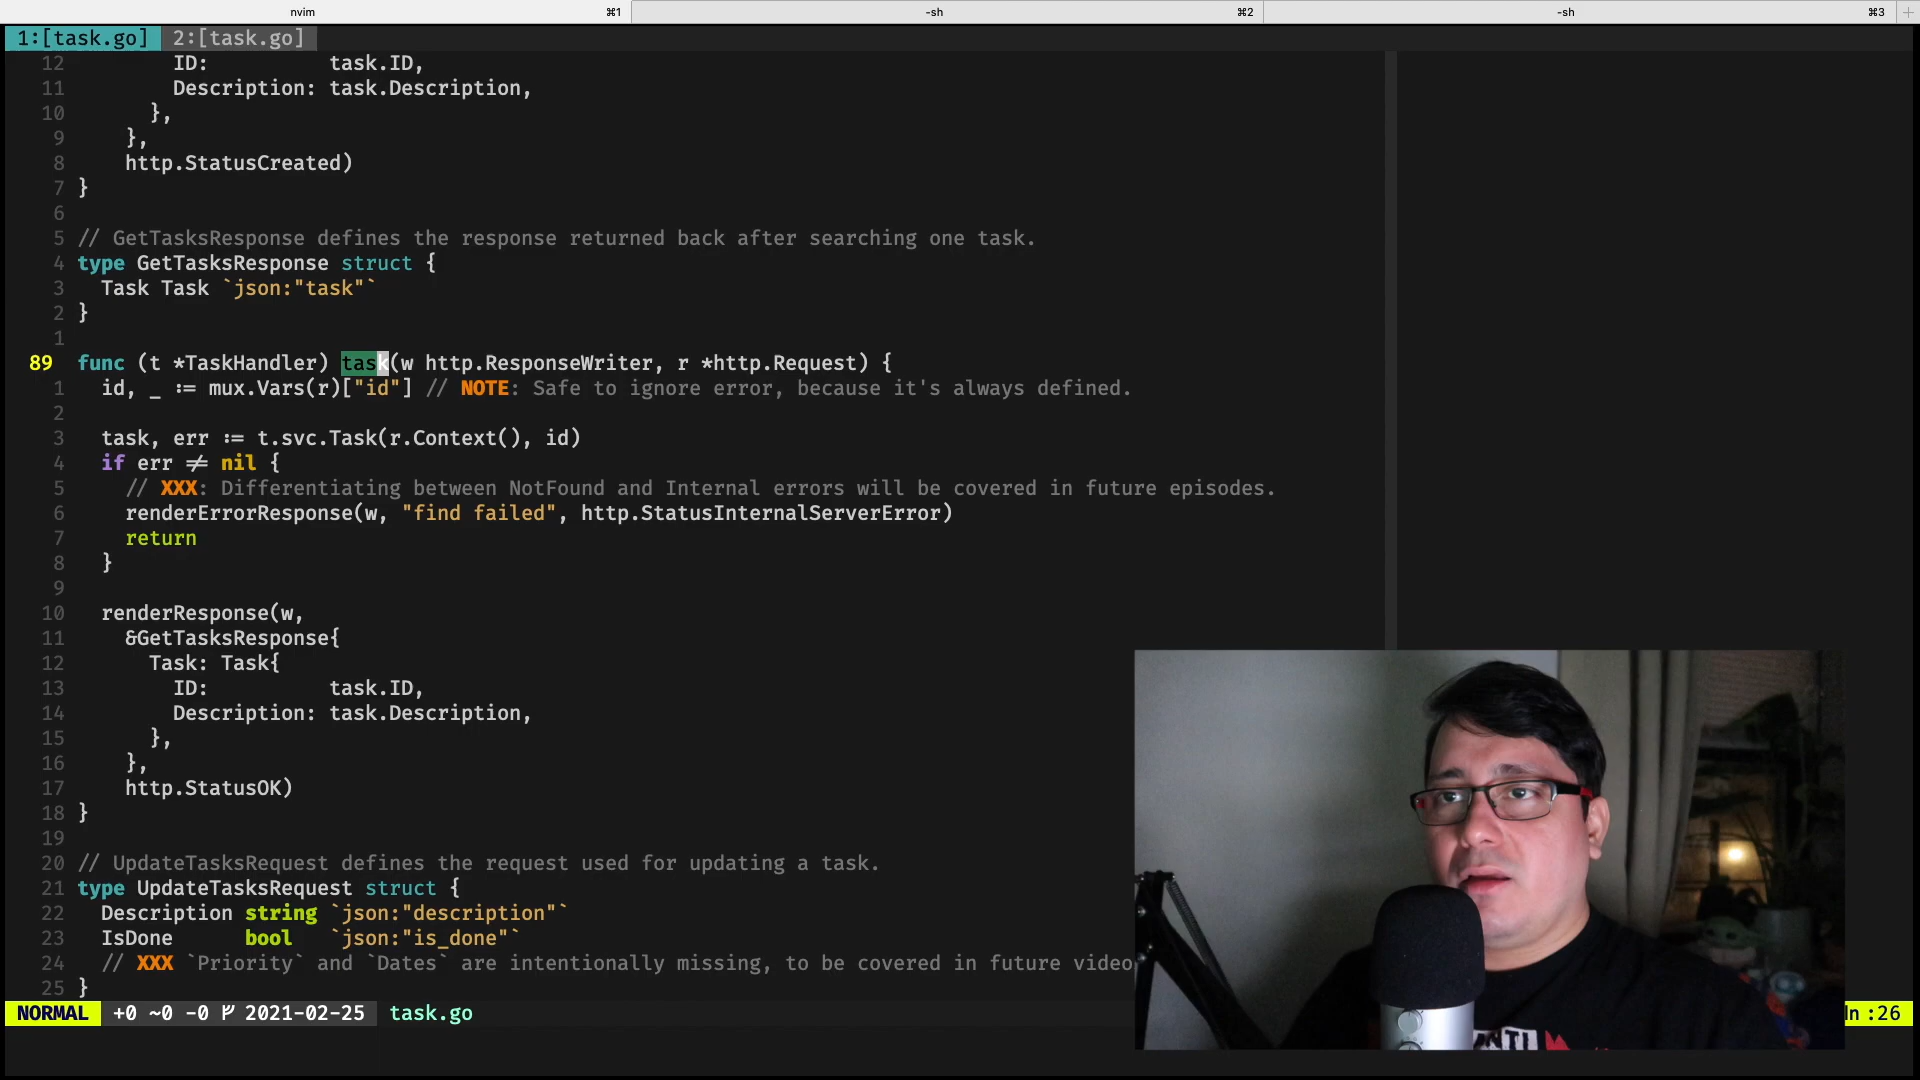 nvim ⌘1 -sh ⌘2 -sh ⌘3
1:[task.go] 2:[task.go]
12 ID: task.ID,
11 Description: task.Description,
10 },
9 },
8 http.StatusCreated)
7 }
6
5 // GetTasksResponse defines the response returned back after searching one task.
4 type GetTasksResponse struct {
3 Task Task `json:"task"`
2 }
1
89 func (t *TaskHandler) task(w http.ResponseWriter, r *http.Request) {
1 id, _ := mux.Vars(r)["id"] // NOTE: Safe to ignore error, because it's always defined.
2
3 task, err := t.svc.Task(r.Context(), id)
4 if err != nil {
5 // XXX: Differentiating between NotFound and Internal errors will be covered in future episodes.
6 renderErrorResponse(w, "find failed", http.StatusInternalServerError)
7 return
8 }
9
10 renderResponse(w,
11 &GetTasksResponse{
12 Task: Task{
13 ID: task.ID,
14 Description: task.Description,
15 },
16 },
17 http.StatusOK)
18 }
19
20 // UpdateTasksRequest defines the request used for updating a task.
21 type UpdateTasksRequest struct {
22 Description string `json:"description"`
23 IsDone bool `json:"is_done"`
24 // XXX `Priority` and `Dates` are intentionally missing, to be covered in future video
25 }
NORMAL +0 ~0 -0 2021-02-25 task.go ln :26